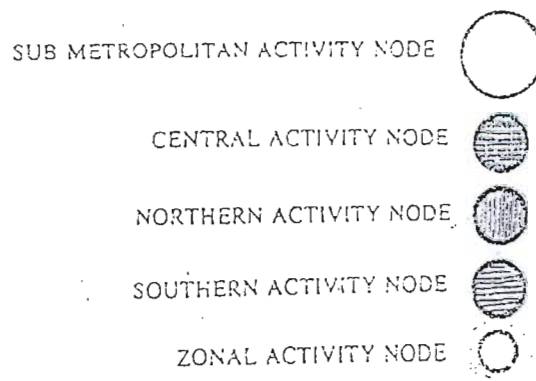 SUB METROPOLITAN ACTIVITY NODE
CENTRAL ACTIVITY NODE
NORTHERN ACTIVITY NODE
SOUTHERN ACTIVITY NODE
ZONAL ACTIVITY NODE